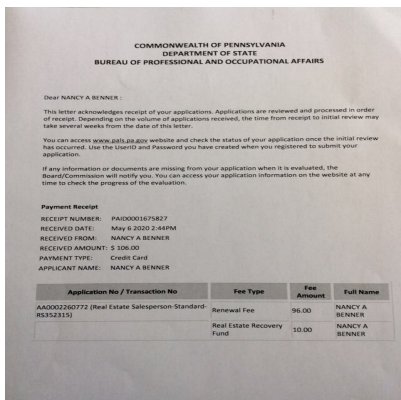 COMMONWEALTH OF PENNSYLVANIA
DEPARTMENT OF STATE
BUREAU OF PROFESSIONAL AND OCCUPATIONAL AFFAIRS
Dear NANCY A BENNER :
This letter acknowledges receipt of your applications. Applications are reviewed and processed in order
of receipt. Depending on the volume of applications received, the time from receipt to initial review may
take several weeks from the date of this letter.
You can access www.pals.pa.gov website and check the status of your application once the initial review
has occurred. Use the UserID and Password you have created when you registered to submit your
application.
If any information or documents are missing from your application when it is evaluated, the
Board/Commission will notify you. You can access your application information on the website at any
time to check the progress of the evaluation.
Payment Receipt
RECEIPT NUMBER: PAID0001675827
RECEIVED DATE: May 6 2020 2:44PM
RECEIVED FROM: NANCY A BENNER
RECEIVED AMOUNT: $ 106.00
PAYMENT TYPE: Credit Card
APPLICANT NAME: NANCY A BENNER
Application No / Transaction No Fee Type Fee Amount Full Name
AA0002260772 (Real Estate Salesperson-Standard-
RS352315) Renewal Fee 96.00 NANCY A BENNER
Real Estate Recovery Fund 10.00 NANCY A BENNER